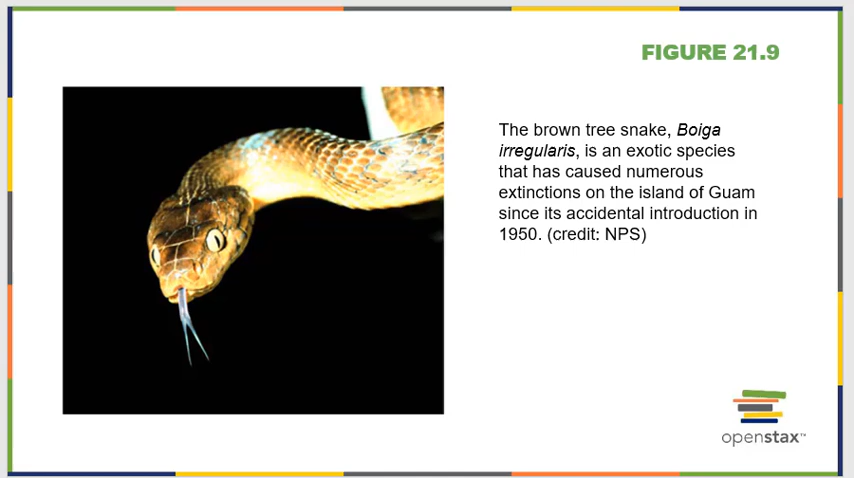 FIGURE 21.9
The brown tree snake, Boiga
irregularis, is an exotic species
that has caused numerous
extinctions on the island of Guam
since its accidental introduction in
1950. (credit: NPS)
openstax™